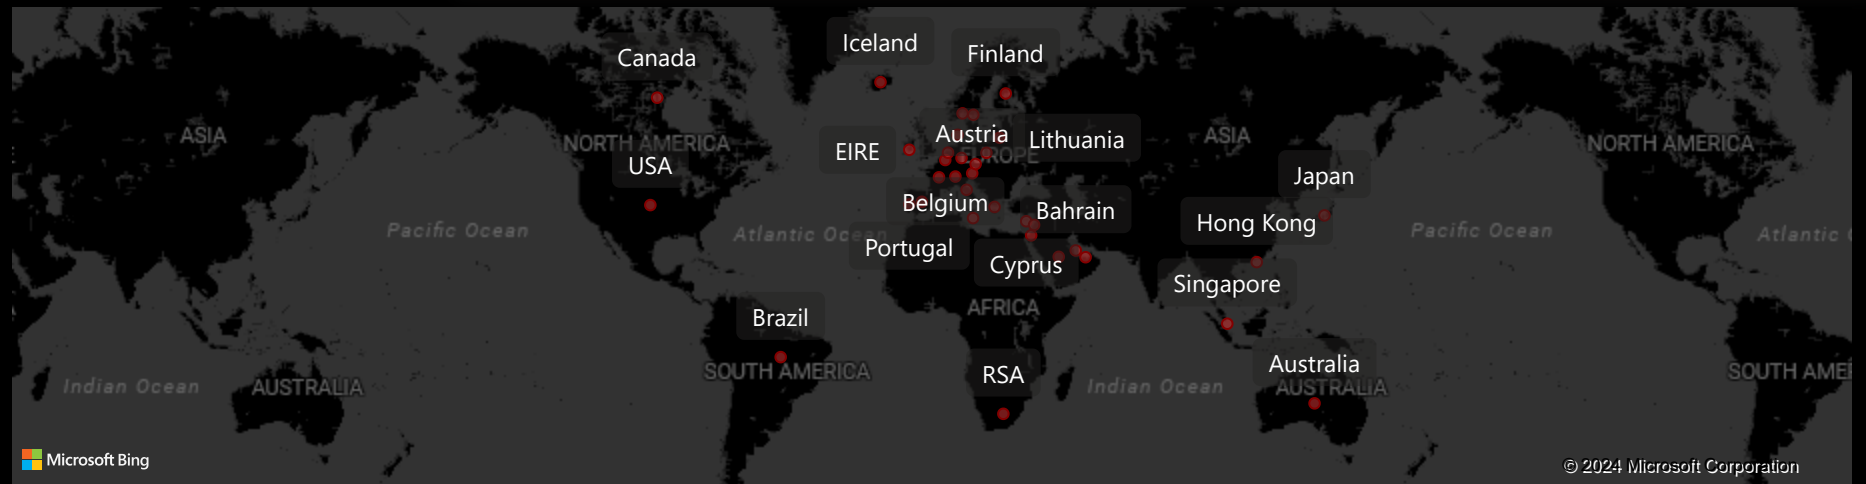 Iceland
Finland
Canada
ASIA
NORTH AMERICA
Austria
Lithuania
EUROPE
ASIA
NORTH AMERICA
EIRE
USA
Japan
Belgium
Bahrain
Hong Kong
Pacific Ocean
Atlantic Ocean
Pacific Ocean
Atlantic
Portugal
Cyprus
Singapore
AFRICA
Brazil
SOUTH AMERICA
RSA
Australia
SOUTH AMER
Indian Ocean
AUSTRALIA
Indian Ocean
AUSTRALIA
Microsoft Bing
© 2024 Microsoft Corporation